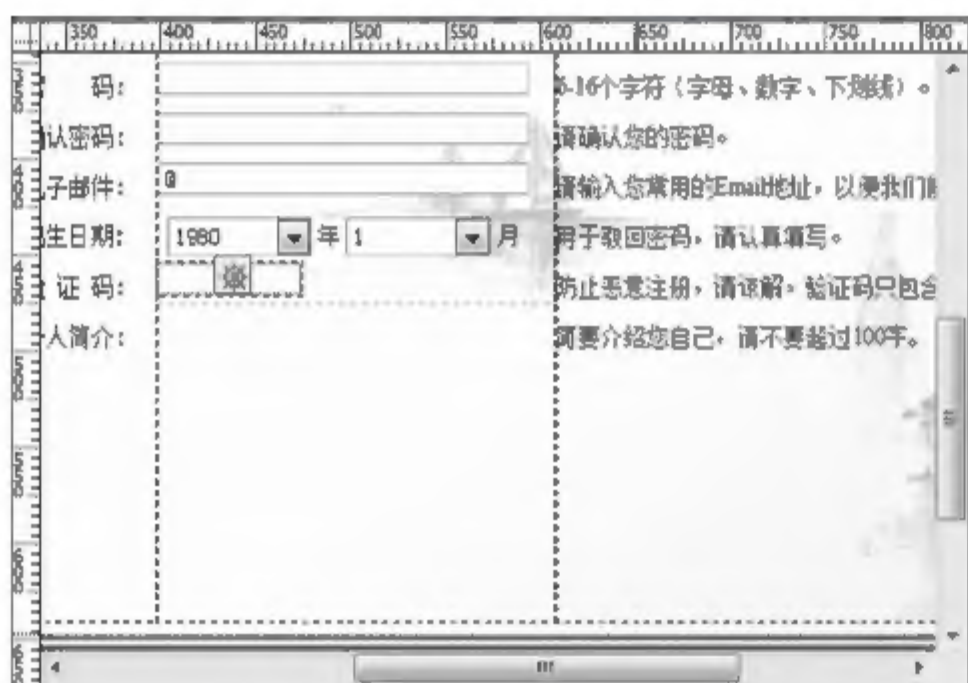 350 400 450 500 550 600 650 700 750 800
码： 6-16个字符（字母、数字、下划线）。
认密码： 请确认您的密码。
子邮件： @ 请输入您常用的Email地址，以便我们
生日期： 1980 年 1 月 用于取回密码，请认真填写。
证 码： 防止恶意注册，请谅解。验证码只包含
人简介： 简要介绍您自己，请不要超过100字。